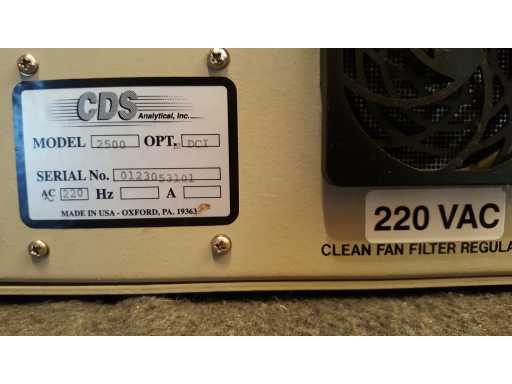 CDS
Analytical, Inc.
MODEL 2500 OPT. DCI
SERIAL No. 0123053101
AC 220 Hz A
MADE IN USA - OXFORD, PA. 19363
220 VAC
CLEAN FAN FILTER REGULA